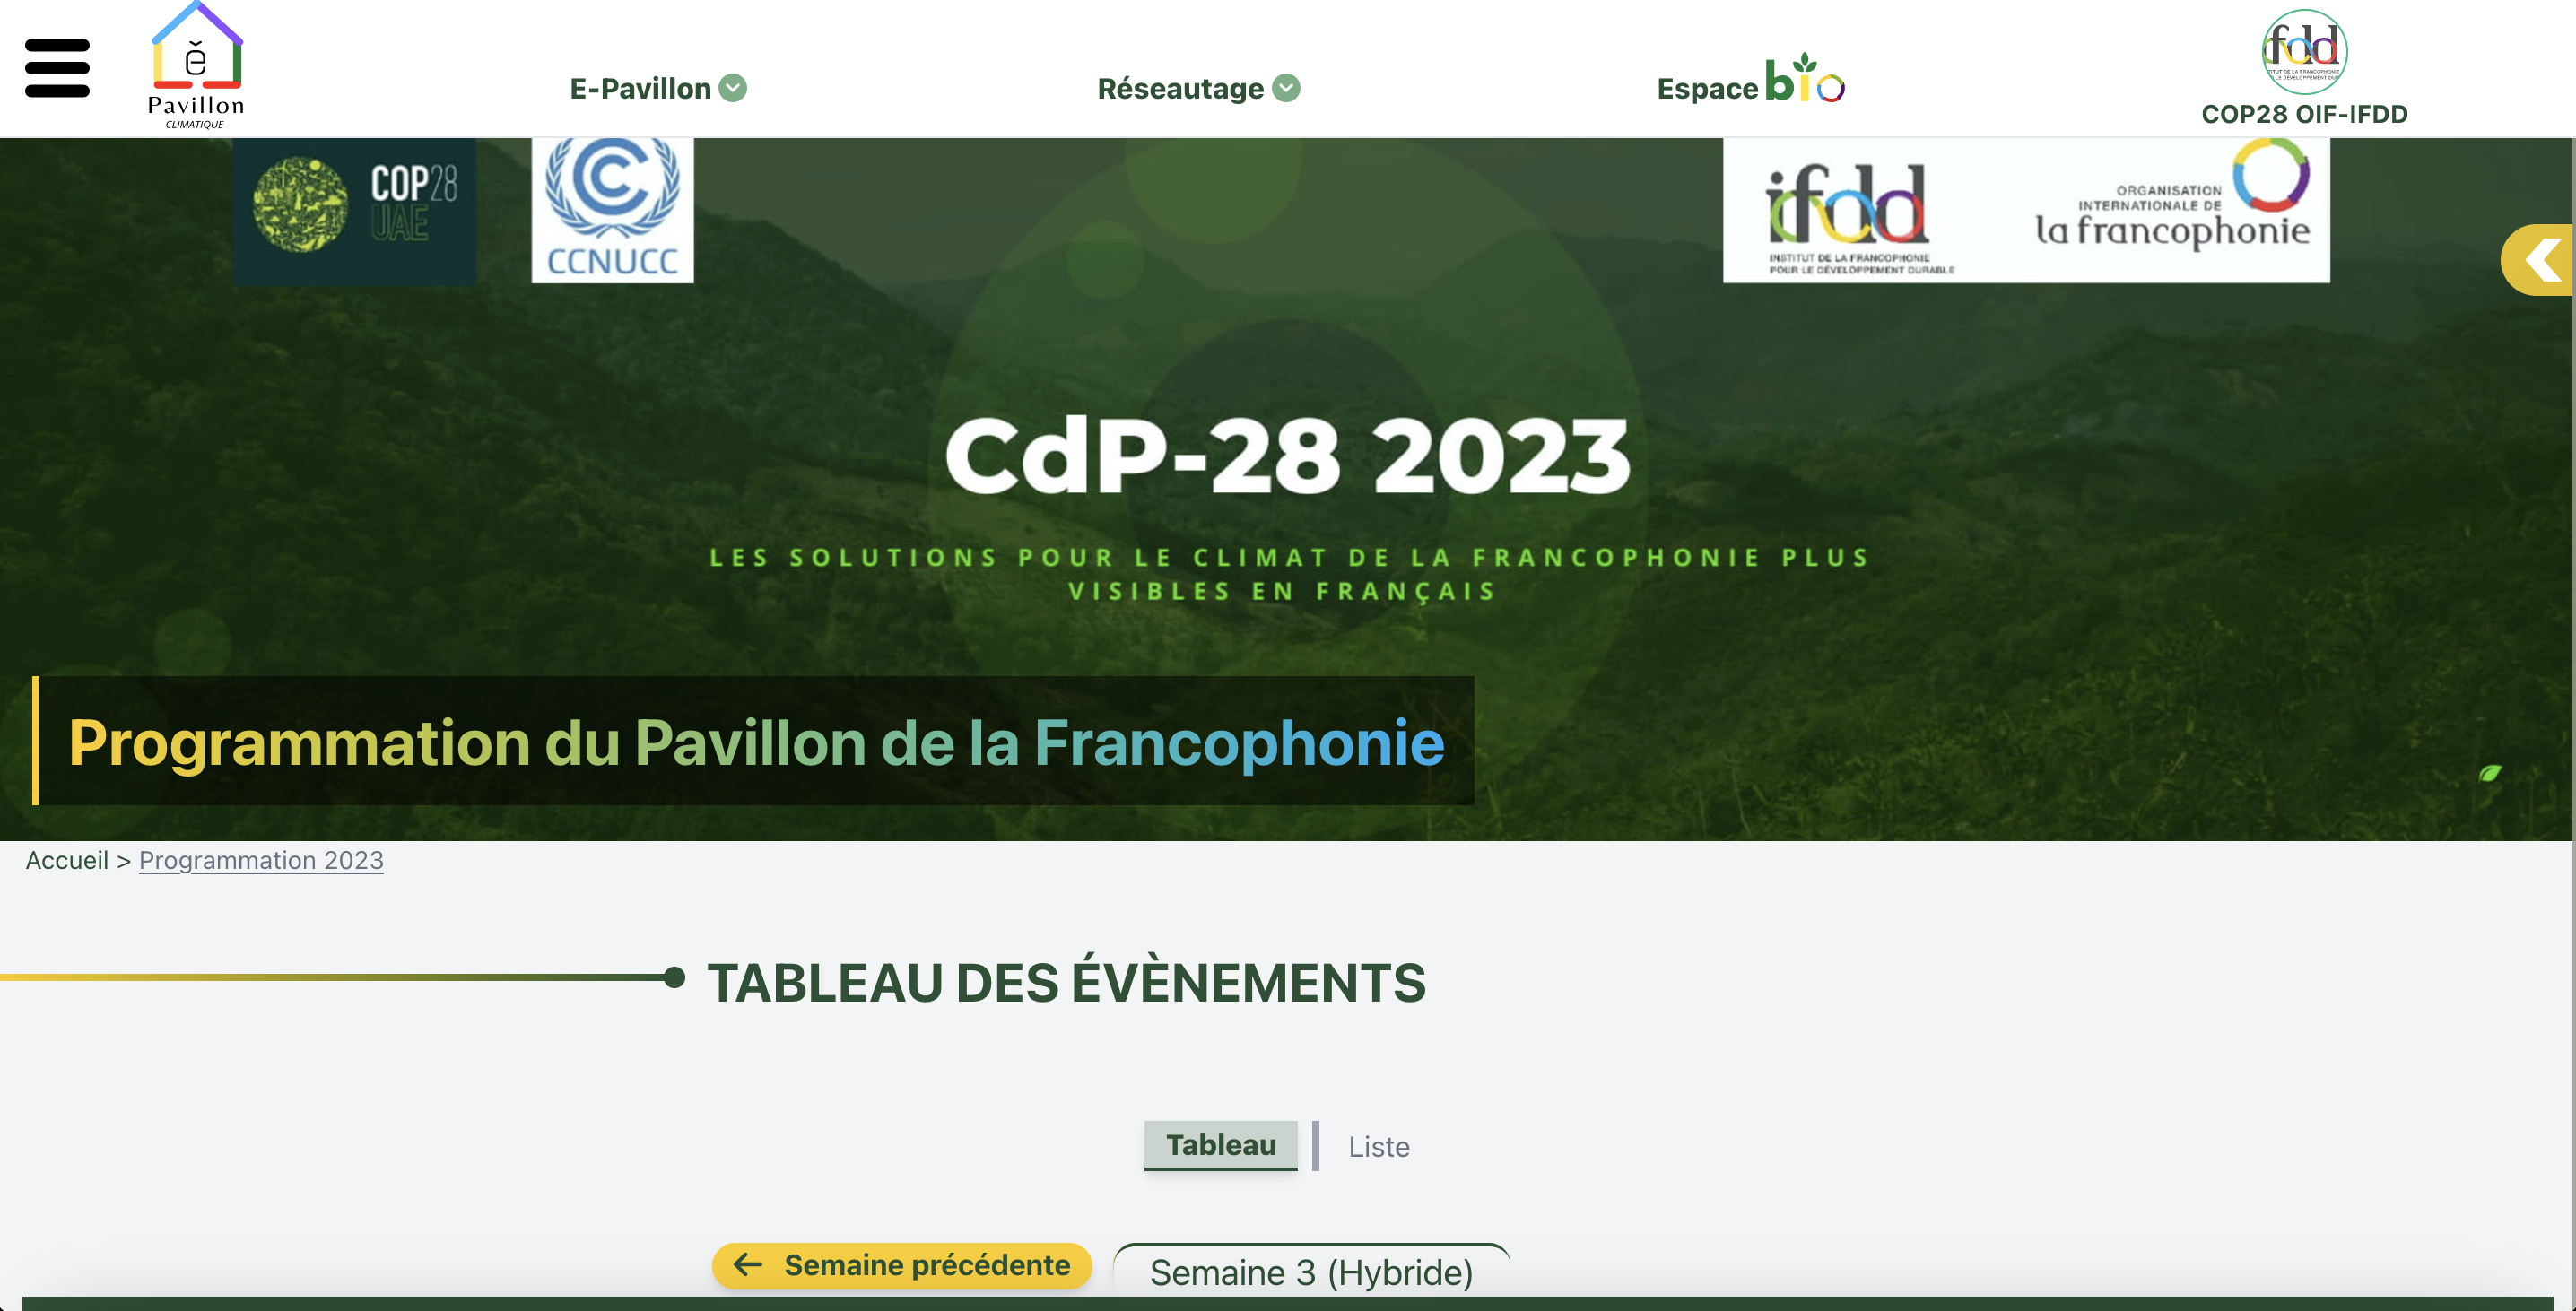 ĕ
Pavillon
CLIMATIQUE
E-Pavillon
Réseautage
Espace bio
ifdd
COP28 OIF-IFDD
COP28
UAE
CCNUCC
ifdd
INSTITUT DE LA FRANCOPHONIE
POUR LE DÉVELOPPEMENT DURABLE
ORGANISATION
INTERNATIONALE DE
la francophonie
CdP-28 2023
LES SOLUTIONS POUR LE CLIMAT DE LA FRANCOPHONIE PLUS
VISIBLES EN FRANÇAIS
Programmation du Pavillon de la Francophonie
Accueil > Programmation 2023
TABLEAU DES ÉVÈNEMENTS
Tableau
Liste
← Semaine précédente
Semaine 3 (Hybride)